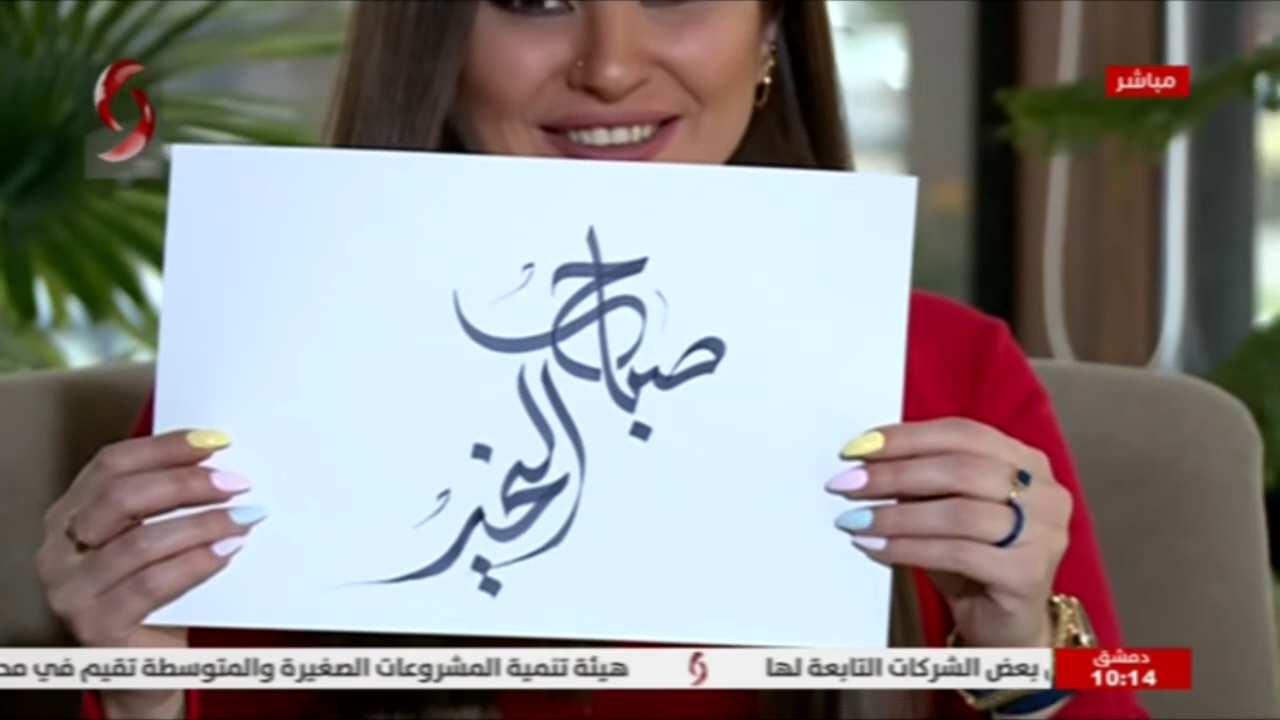 مباشر
صباح
الخير
بعض الشركات التابعة لها
هيئة تنمية المشروعات الصغيرة والمتوسطة تقيم في
دمشق
10:14